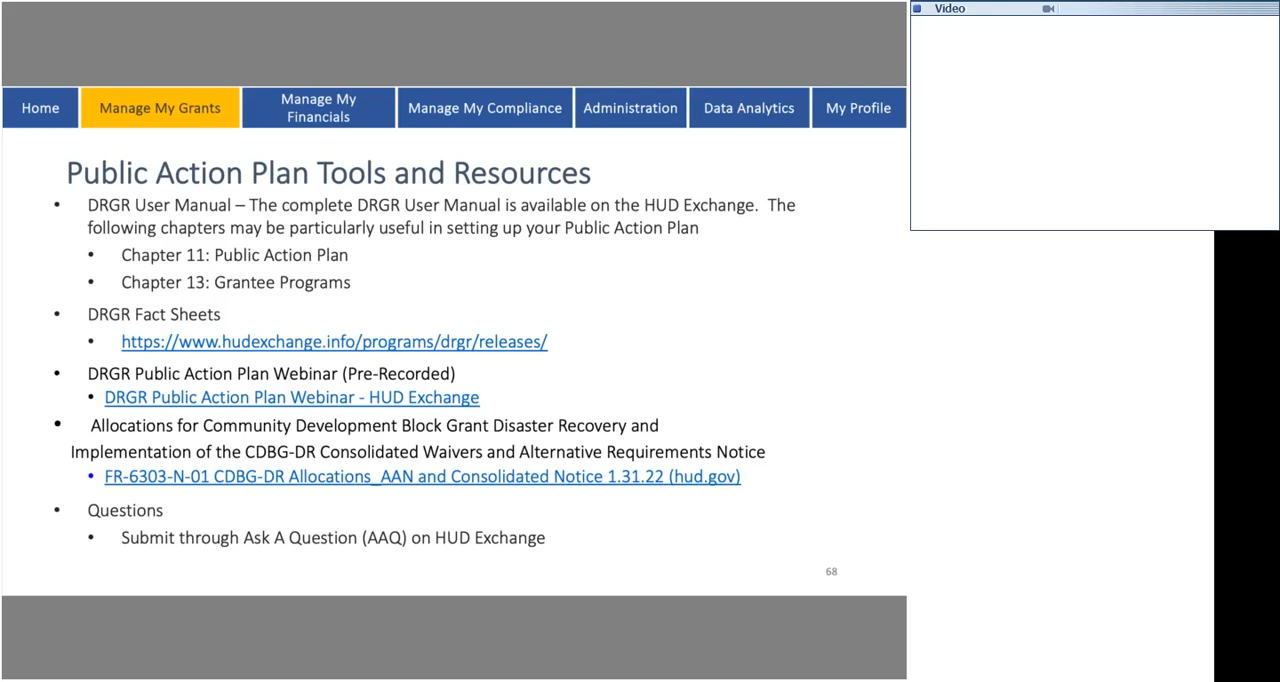 Video
Home
Manage My Grants
Manage My
Financials
Manage My Compliance
Administration
Data Analytics
My Profile
Public Action Plan Tools and Resources
• DRGR User Manual – The complete DRGR User Manual is available on the HUD Exchange. The
following chapters may be particularly useful in setting up your Public Action Plan
• Chapter 11: Public Action Plan
• Chapter 13: Grantee Programs
• DRGR Fact Sheets
• https://www.hudexchange.info/programs/drgr/releases/
• DRGR Public Action Plan Webinar (Pre-Recorded)
• DRGR Public Action Plan Webinar - HUD Exchange
• Allocations for Community Development Block Grant Disaster Recovery and
Implementation of the CDBG-DR Consolidated Waivers and Alternative Requirements Notice
• FR-6303-N-01 CDBG-DR Allocations_AAN and Consolidated Notice 1.31.22 (hud.gov)
• Questions
• Submit through Ask A Question (AAQ) on HUD Exchange
68